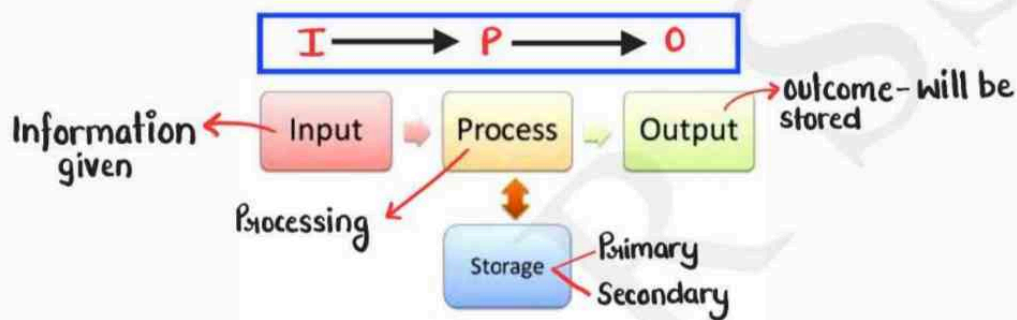 I → P → O
Information given
Input
Process
Output
outcome - will be stored
Processing
Storage
Primary
Secondary